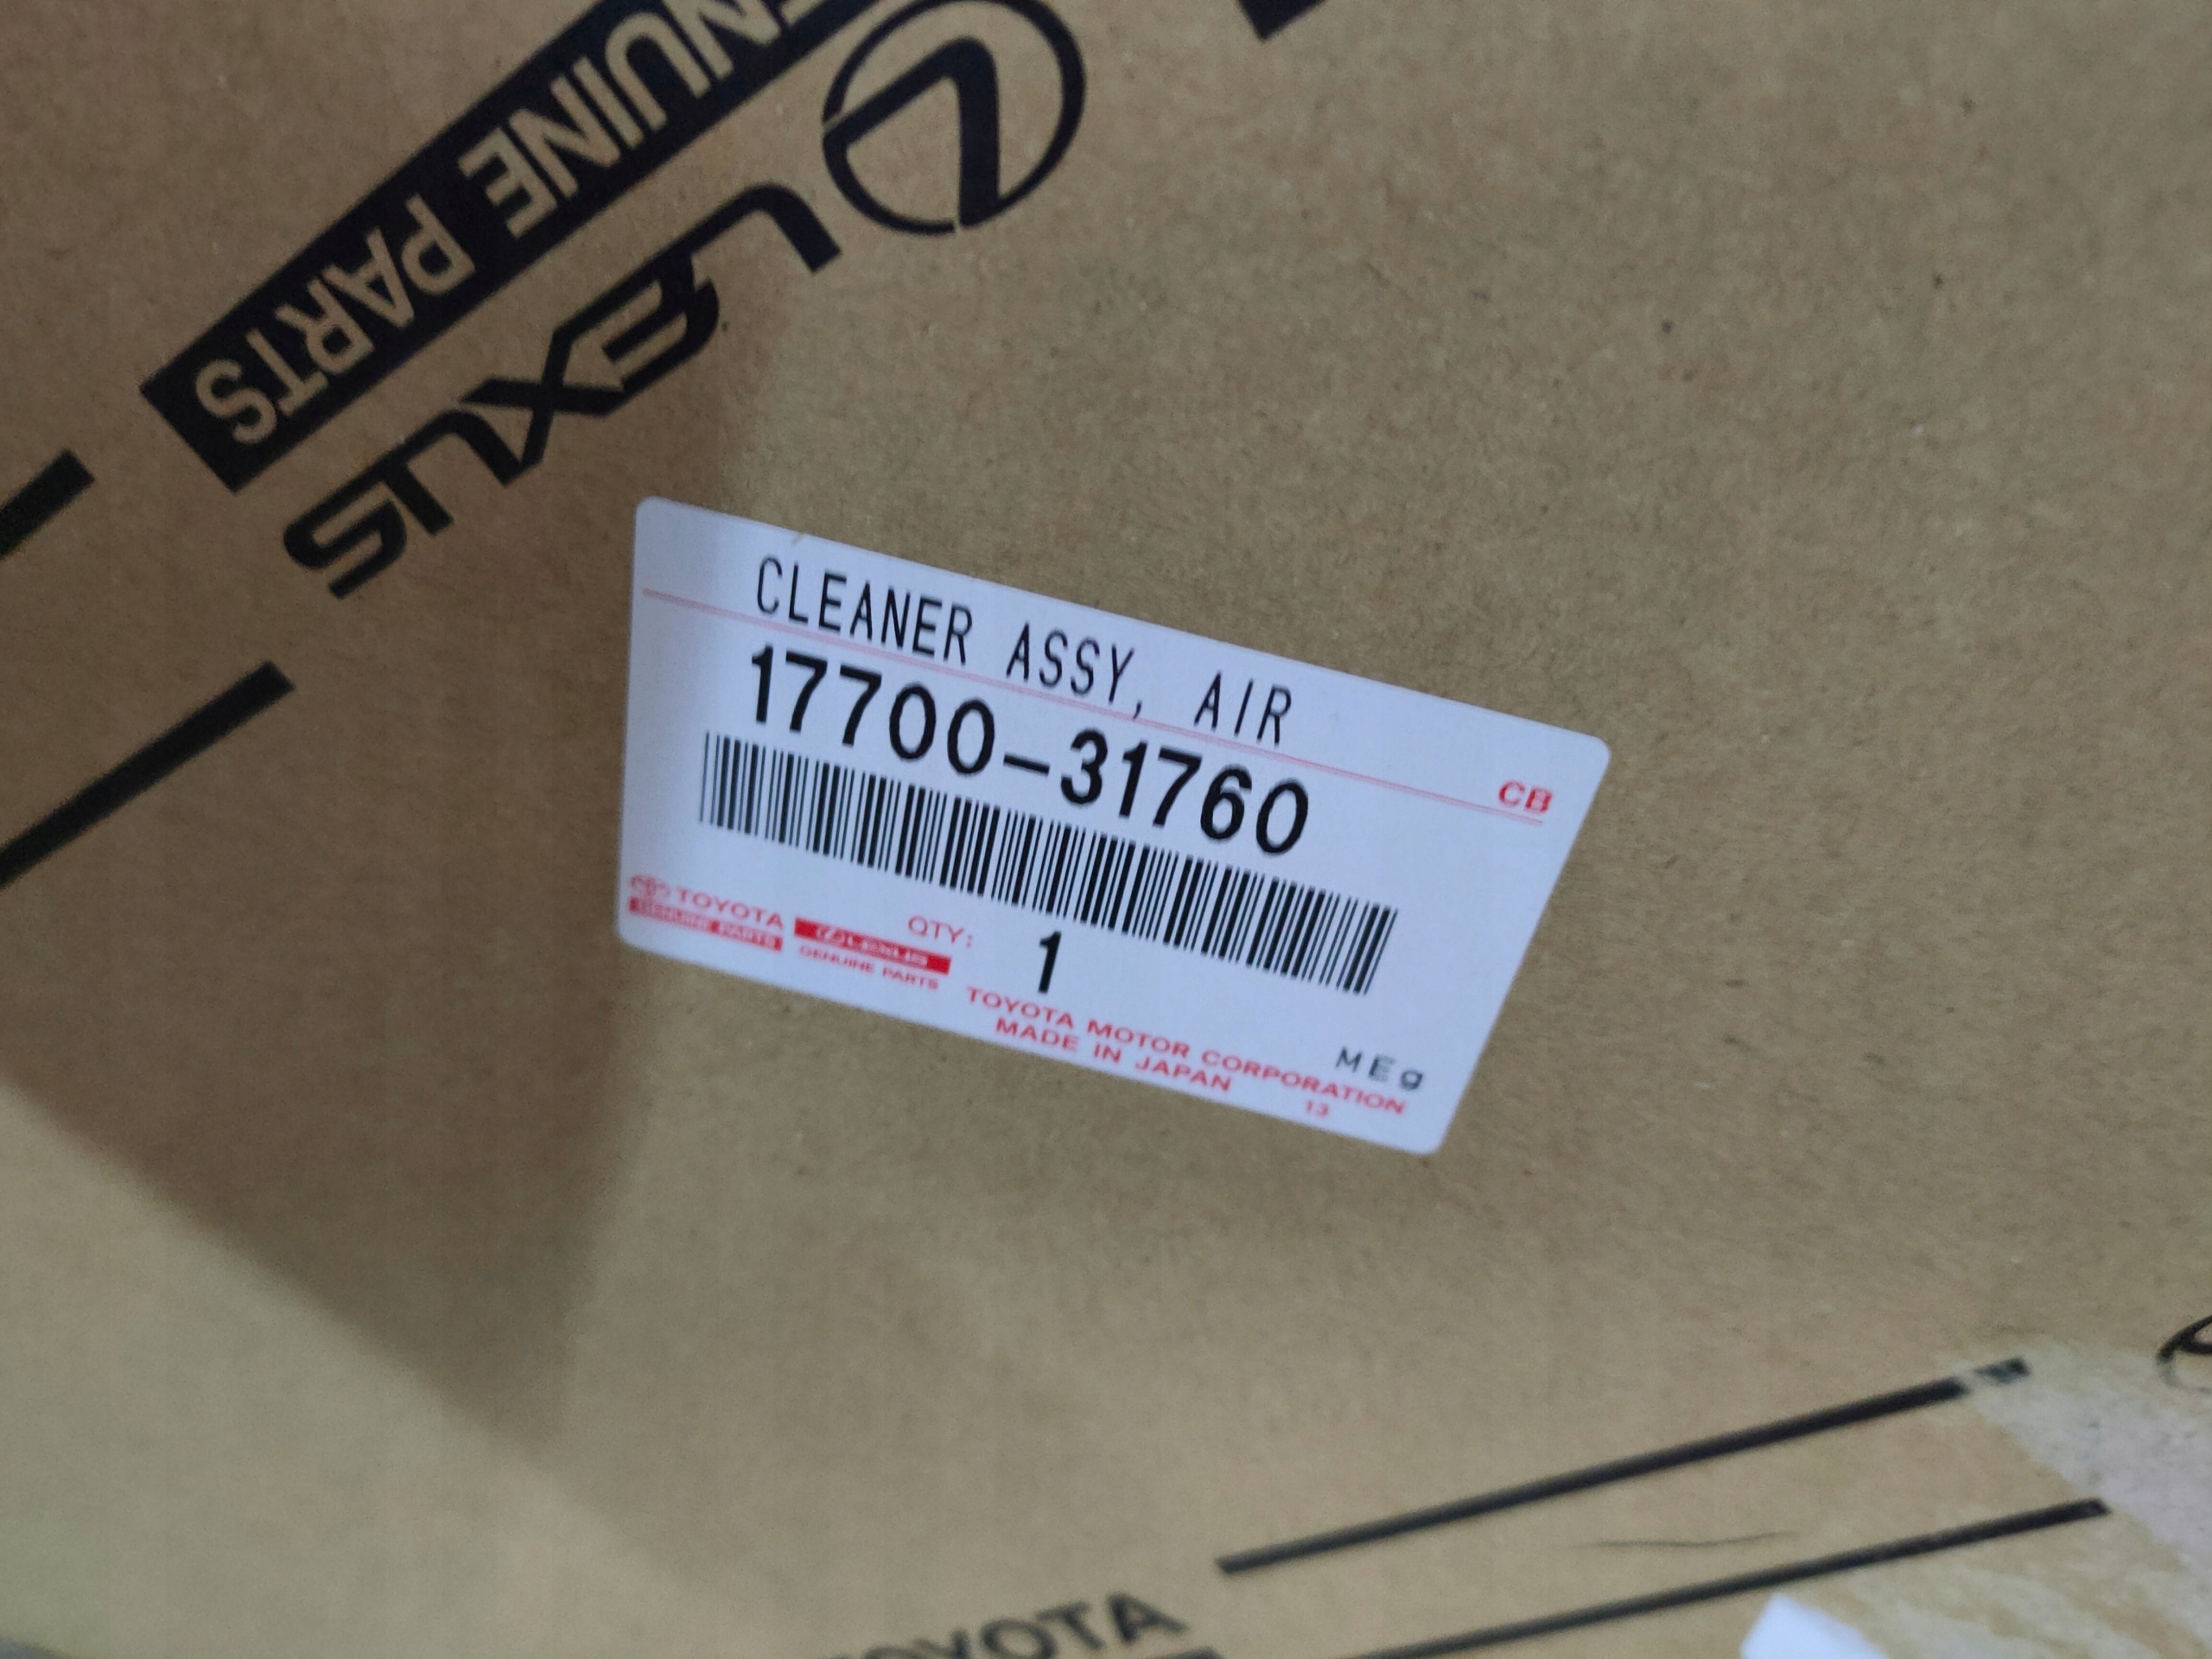 ENUINE PARTS
LEXUS
CLEANER ASSY, AIR
CB
17700-31760
TOYOTA
GENUINE PARTS
LEXUS
GENUINE PARTS
QTY:
1
TOYOTA MOTOR CORPORATION
MADE IN JAPAN
13
MEg
TOYOTA